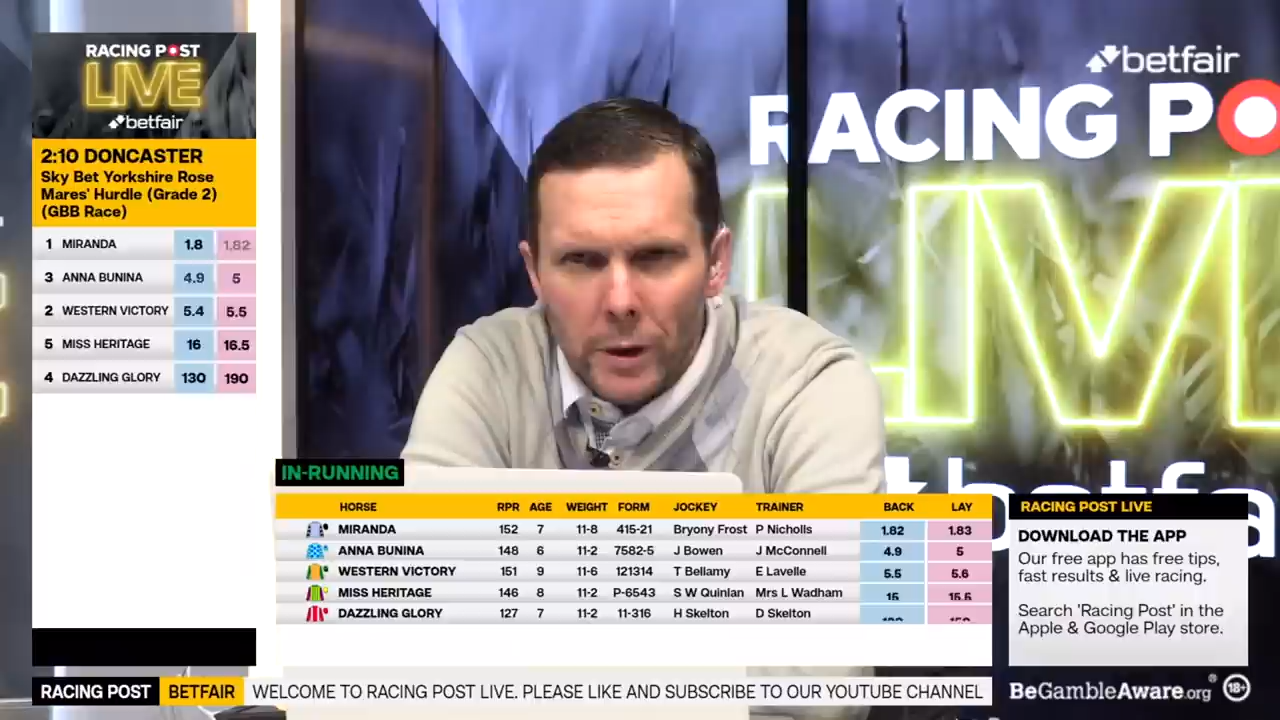 RACING POST
LIVE
betfair
2:10 DONCASTER
Sky Bet Yorkshire Rose
Mares' Hurdle (Grade 2)
(GBB Race)
1 MIRANDA 1.8 1.82
3 ANNA BUNINA 4.9 5
2 WESTERN VICTORY 5.4 5.5
5 MISS HERITAGE 16 16.5
4 DAZZLING GLORY 130 190
betfair
RACING PO
LIV
betfa
IN-RUNNING
HORSE RPR AGE WEIGHT FORM JOCKEY TRAINER BACK LAY
MIRANDA 152 7 11-8 415-21 Bryony Frost P Nicholls 1.82 1.83
ANNA BUNINA 148 6 11-2 7582-5 J Bowen J McConnell 4.9 5
WESTERN VICTORY 151 9 11-6 121314 T Bellamy E Lavelle 5.5 5.6
MISS HERITAGE 146 8 11-2 P-6543 S W Quinlan Mrs L Wadham 15 15.5
DAZZLING GLORY 127 7 11-2 11-316 H Skelton D Skelton
RACING POST LIVE
DOWNLOAD THE APP
Our free app has free tips,
fast results & live racing.
Search 'Racing Post' in the
Apple & Google Play store.
RACING POST BETFAIR WELCOME TO RACING POST LIVE. PLEASE LIKE AND SUBSCRIBE TO OUR YOUTUBE CHANNEL
BeGambleAware.org® 18+